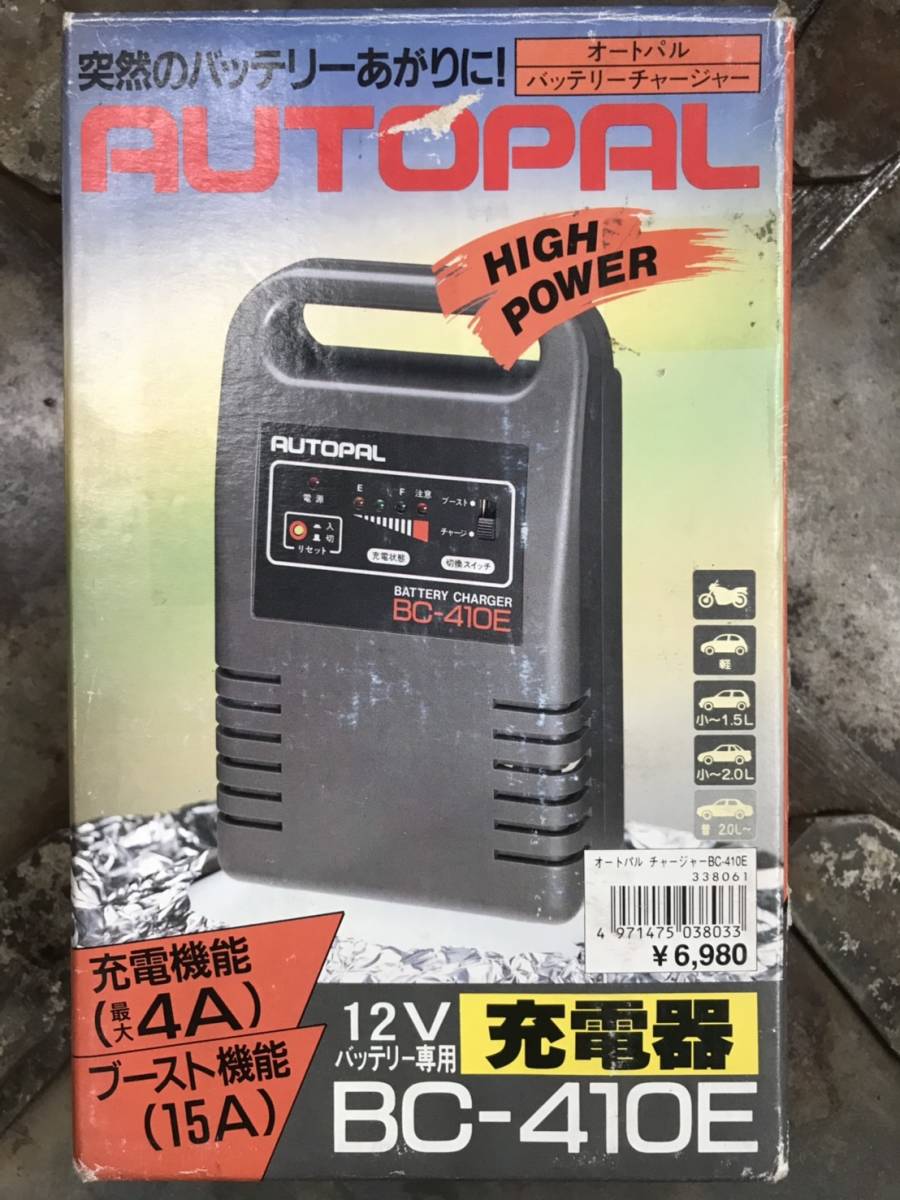 突然のバッテリーあがりに!
オートパル
バッテリーチャージャー
AUTOPAL
HIGH
POWER
AUTOPAL
電源
E F 注意
ブースト
チャージ
入
切
リセット
充電状態
切換スイッチ
BATTERY CHARGER
BC-410E
軽
小~1.5L
小~2.0L
普 2.0L~
オートパル チャージャーBC-410E
338061
4 971475 038033
¥6,980
充電機能
(最大4A)
ブースト機能
(15A)
12V
バッテリー専用
充電器
BC-410E